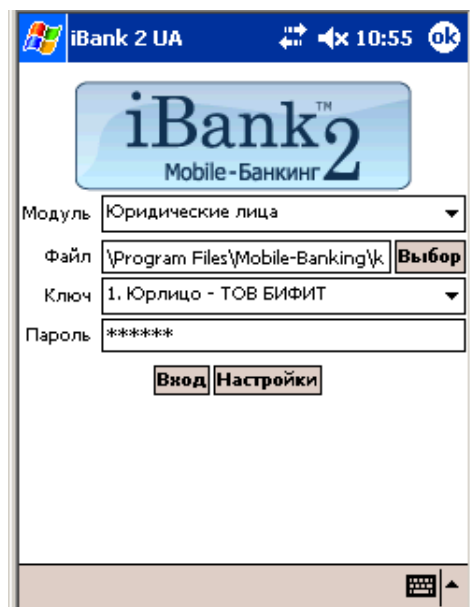 iBank 2 UA 10:55 ok
iBank 2 ™
Mobile-Банкинг
Модуль Юридические лица
Файл \Program Files\Mobile-Banking\k Выбор
Ключ 1. Юрлицо - ТОВ БИФИТ
Пароль ******
Вход Настройки